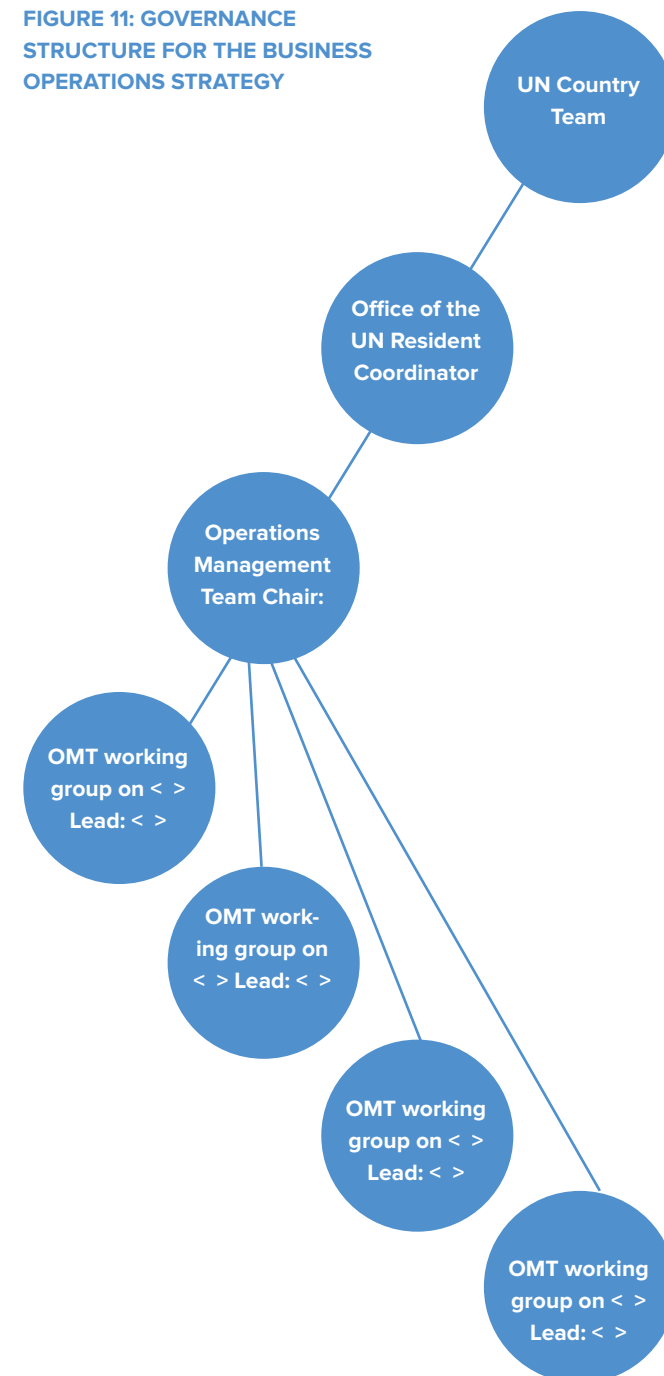 FIGURE 11: GOVERNANCE
STRUCTURE FOR THE BUSINESS
OPERATIONS STRATEGY
UN Country
Team
Office of the
UN Resident
Coordinator
Operations
Management
Team Chair:
OMT working
group on < >
Lead: < >
OMT work-
ing group on
< > Lead: < >
OMT working
group on < >
Lead: < >
OMT working
group on < >
Lead: < >